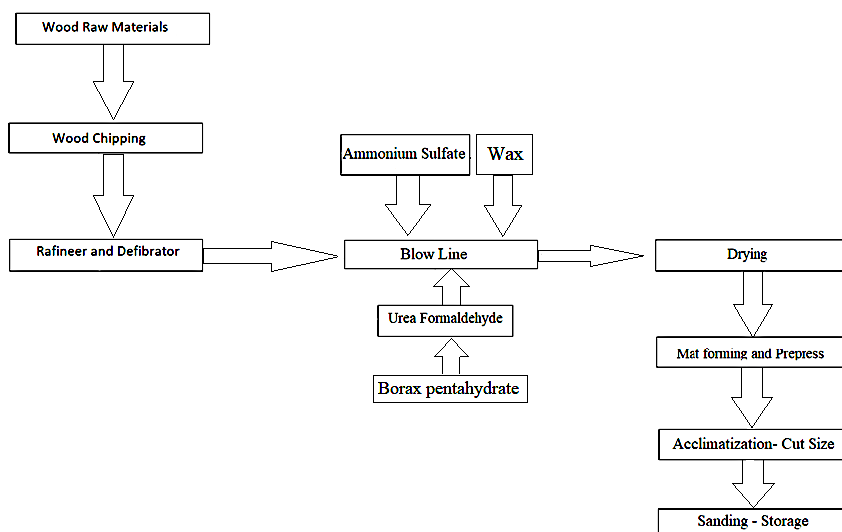 Wood Raw Materials
Wood Chipping
Ammonium Sulfate
Wax
Rafineer and Defibrator
Blow Line
Drying
Urea Formaldehyde
Mat forming and Prepress
Borax pentahydrate
Acclimatization- Cut Size
Sanding - Storage